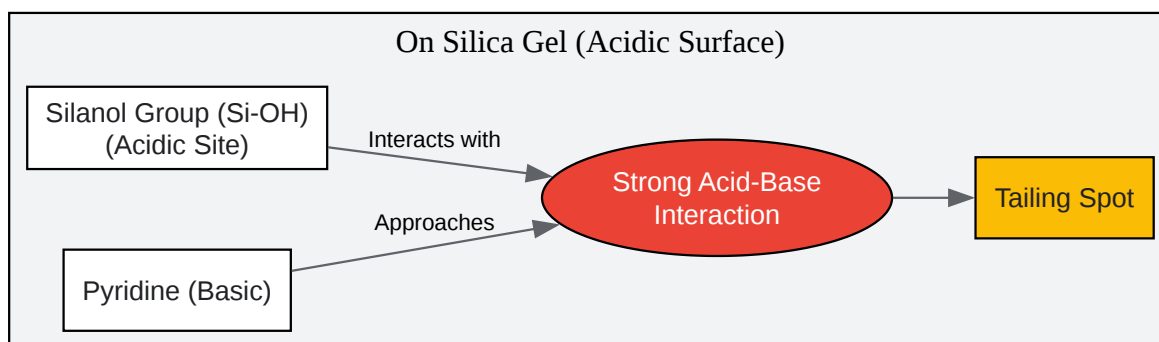 On Silica Gel (Acidic Surface)
Silanol Group (Si-OH)
(Acidic Site)
Interacts with
Strong Acid-Base
Interaction
Tailing Spot
Approaches
Pyridine (Basic)